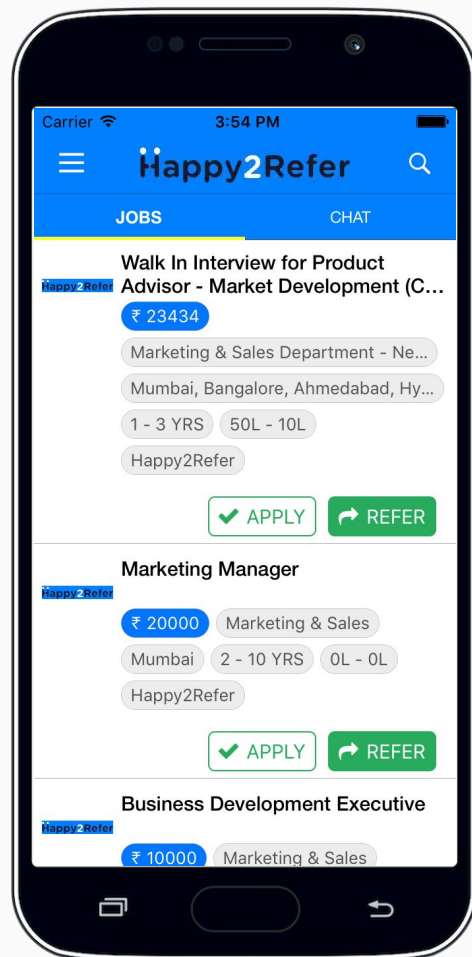 Carrier 3:54 PM
Happy2Refer
JOBS CHAT
Walk In Interview for Product
Happy2Refer Advisor - Market Development (C...
₹ 23434
Marketing & Sales Department - Ne...
Mumbai, Bangalore, Ahmedabad, Hy...
1 - 3 YRS 50L - 10L
Happy2Refer
APPLY REFER
Marketing Manager
Happy2Refer
₹ 20000 Marketing & Sales
Mumbai 2 - 10 YRS 0L - 0L
Happy2Refer
APPLY REFER
Business Development Executive
Happy2Refer
₹ 10000 Marketing & Sales